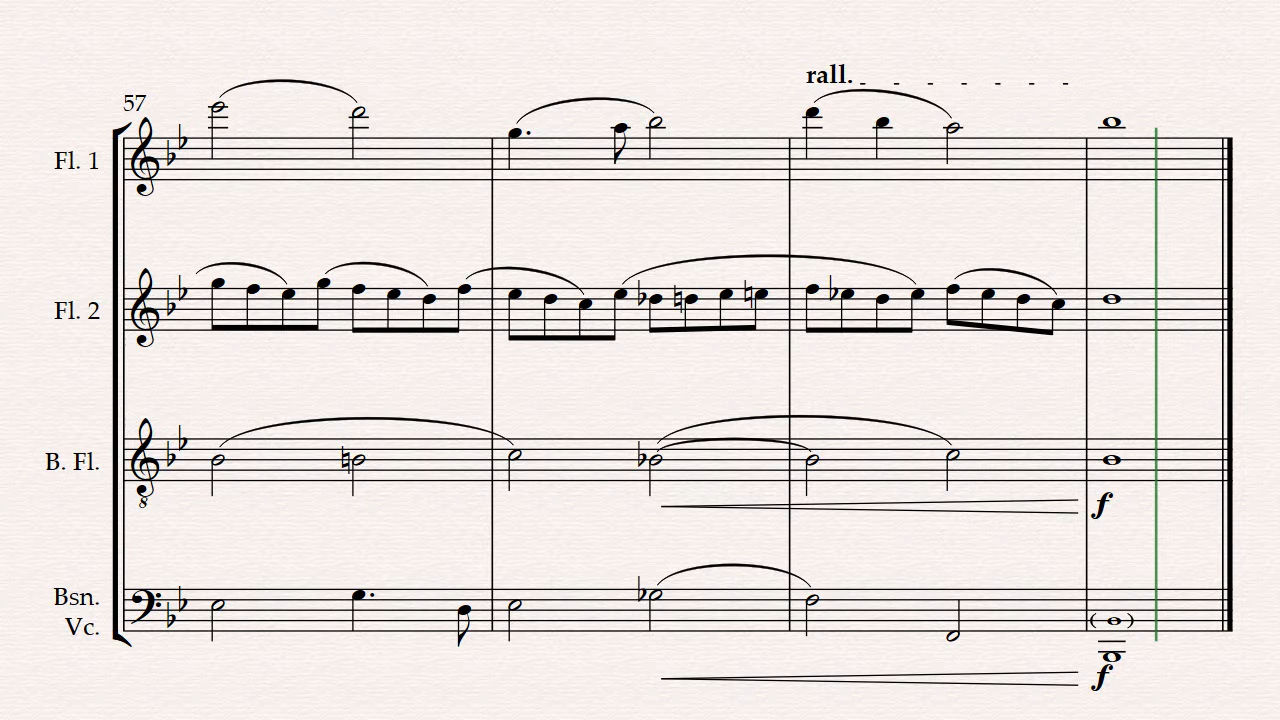 rall.
57
Fl. 1
Fl. 2
B. Fl.
8
f
Bsn.
Vc.
( )
f